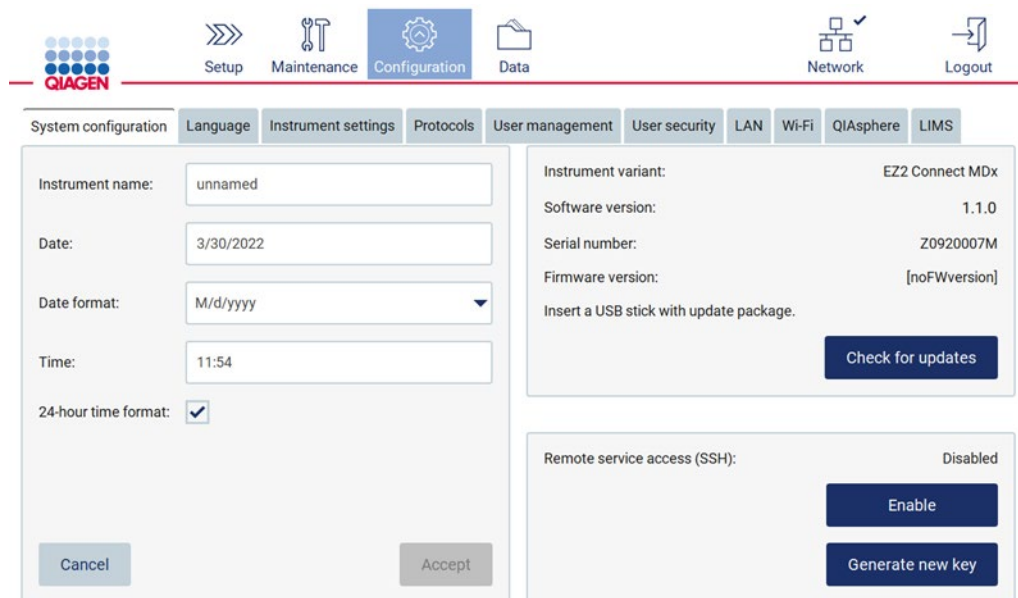 QIAGEN
Setup
Maintenance
Configuration
Data
Network
Logout
System configuration
Language
Instrument settings
Protocols
User management
User security
LAN
Wi-Fi
QIAsphere
LIMS
Instrument name:
unnamed
Date:
3/30/2022
Date format:
M/d/yyyy
Time:
11:54
24-hour time format:
Cancel
Accept
Instrument variant:
EZ2 Connect MDx
Software version:
1.1.0
Serial number:
Z0920007M
Firmware version:
[noFWversion]
Insert a USB stick with update package.
Check for updates
Remote service access (SSH):
Disabled
Enable
Generate new key